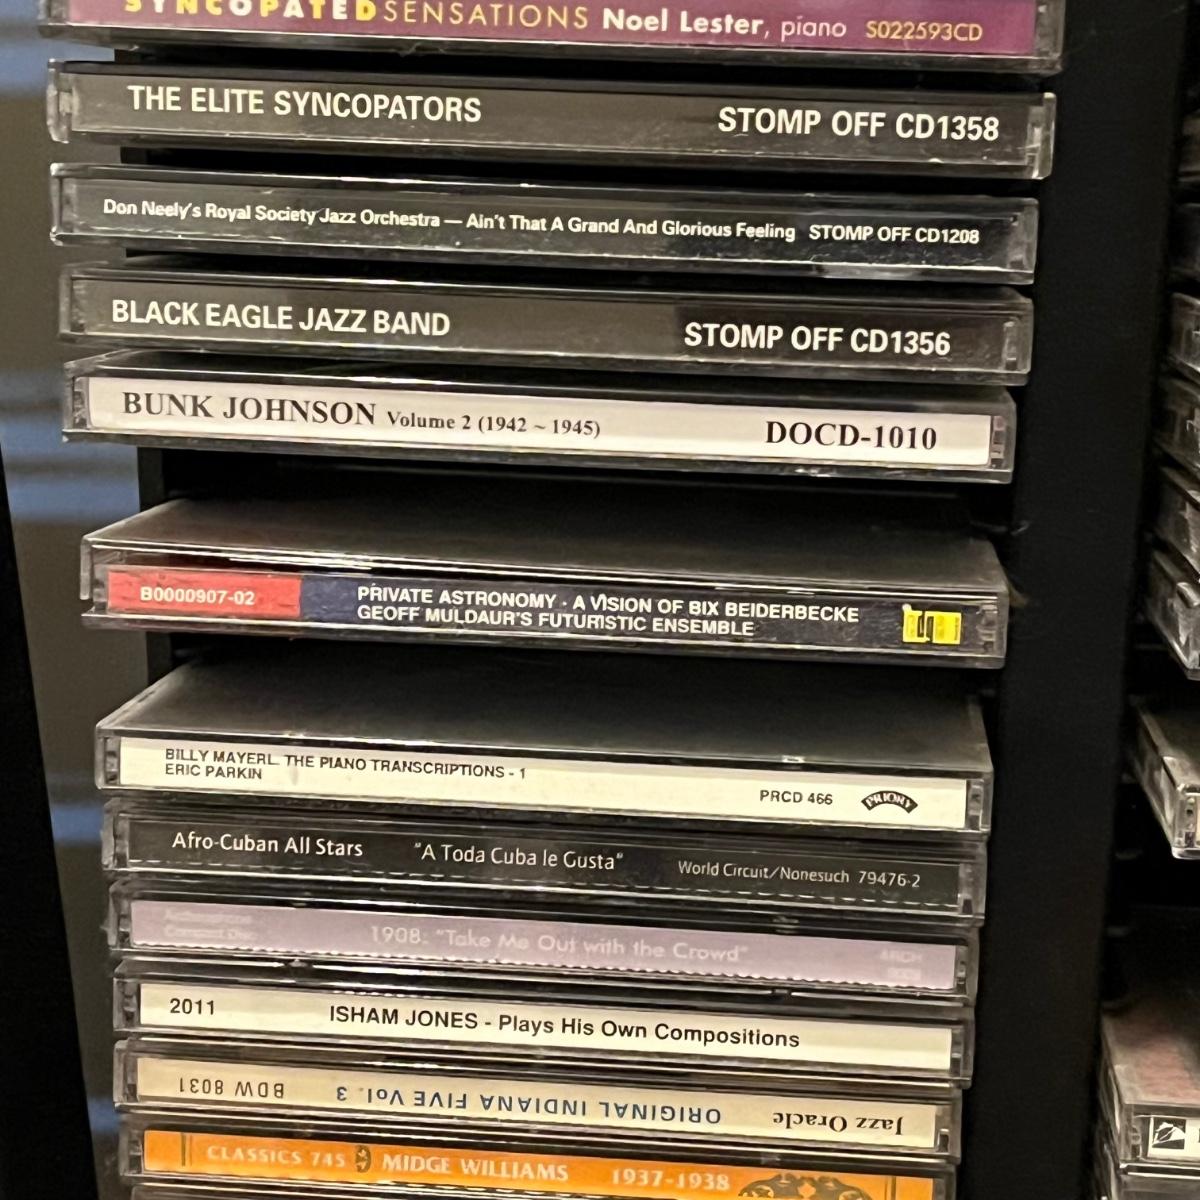 SYNCOPATED SENSATIONS Noel Lester, piano S022593CD
THE ELITE SYNCOPATORS STOMP OFF CD1358
Don Neely's Royal Society Jazz Orchestra — Ain't That A Grand And Glorious Feeling STOMP OFF CD1208
BLACK EAGLE JAZZ BAND STOMP OFF CD1356
BUNK JOHNSON Volume 2 (1942 ~ 1945) DOCD-1010
B0000907-02 PRIVATE ASTRONOMY - A VISION OF BIX BEIDERBECKE
GEOFF MULDAUR'S FUTURISTIC ENSEMBLE
BILLY MAYERL THE PIANO TRANSCRIPTIONS - 1
ERIC PARKIN
PRCD 466 PRIORY
Afro-Cuban All Stars "A Toda Cuba le Gusta" World Circuit/Nonesuch 79476-2
Archeophone
Compact Disc 1908: "Take Me Out with the Crowd" ARCH
2011 ISHAM JONES - Plays His Own Compositions
Jazz Oracle ORIGINAL INDIANA FIVE Vol. 3 BDW 8031
CLASSICS 745 MIDGE WILLIAMS 1937-1938